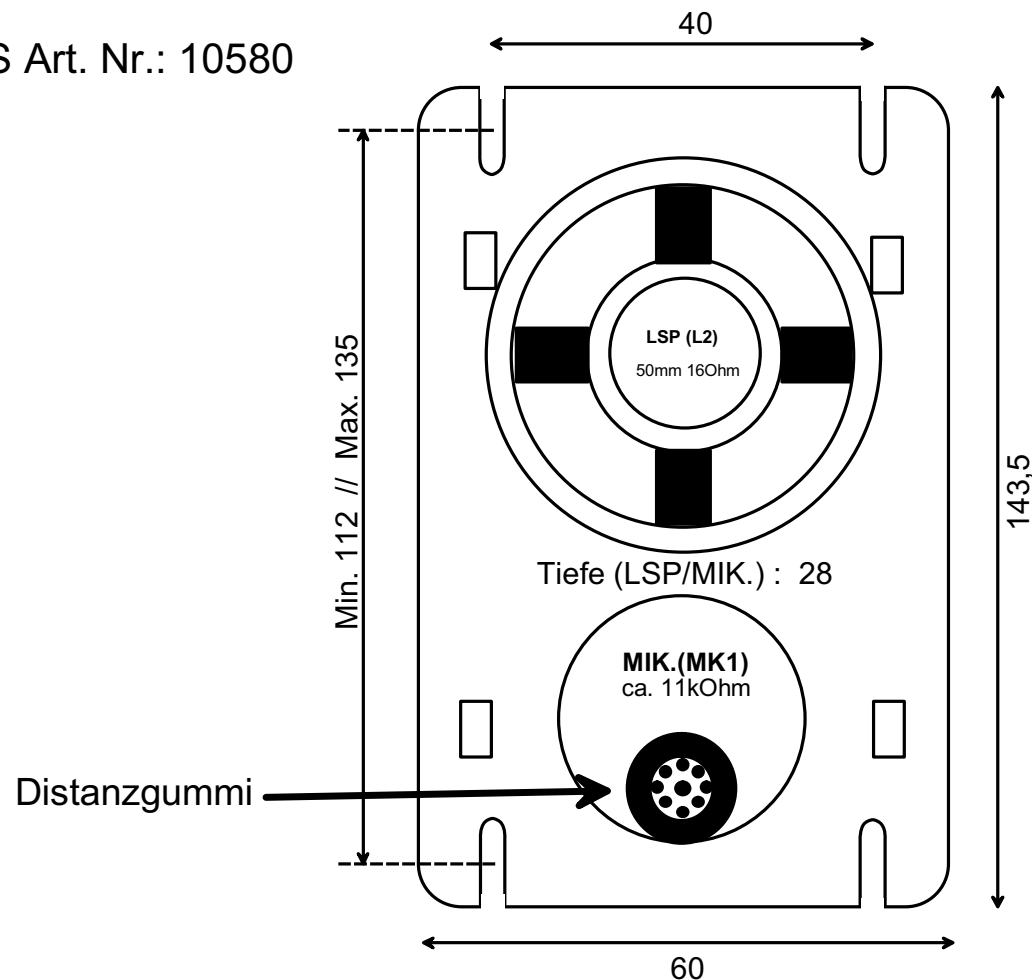 S Art. Nr.: 10580
40
LSP (L2)
50mm 16Ohm
Min. 112 // Max. 135
143,5
Tiefe (LSP/MIK.) : 28
MIK.(MK1)
ca. 11kOhm
Distanzgummi
60